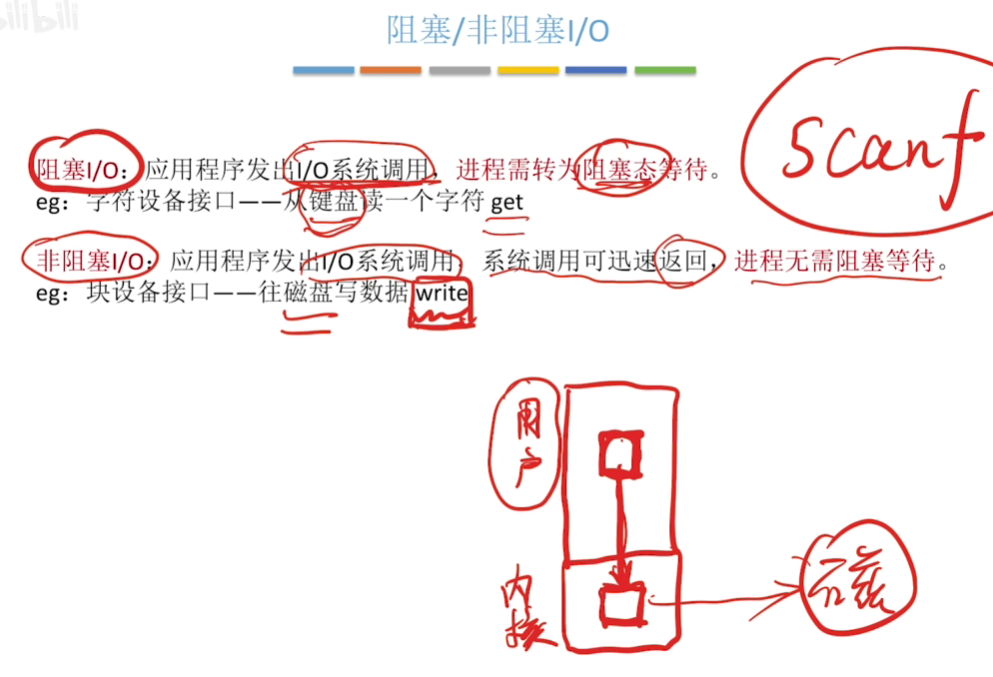 bilibili
阻塞/非阻塞I/O
scanf
阻塞I/O：应用程序发出I/O系统调用，进程需转为阻塞态等待。
eg：字符设备接口——从键盘读一个字符 get
非阻塞I/O：应用程序发出I/O系统调用，系统调用可迅速返回，进程无需阻塞等待。
eg：块设备接口——往磁盘写数据 write
用户
内核
磁